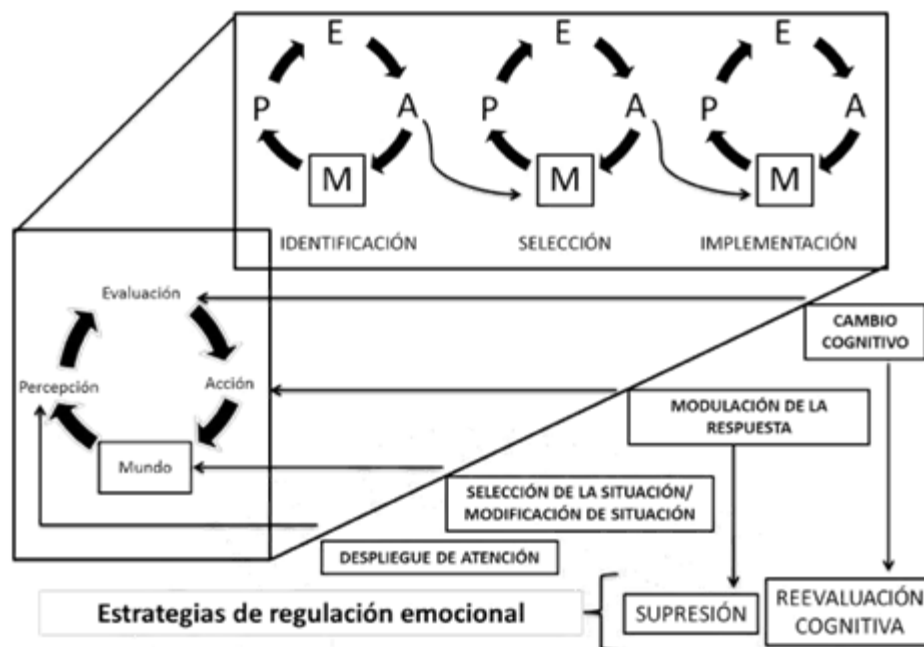 E E E
P A P A P A
M M M
IDENTIFICACIÓN SELECCIÓN IMPLEMENTACIÓN
Evaluación
Percepción
Acción
Mundo
CAMBIO
COGNITIVO
MODULACIÓN DE LA
RESPUESTA
SELECCIÓN DE LA SITUACIÓN/
MODIFICACIÓN DE SITUACIÓN
DESPLIEGUE DE ATENCIÓN
Estrategias de regulación emocional
SUPRESIÓN
REEVALUACIÓN
COGNITIVA